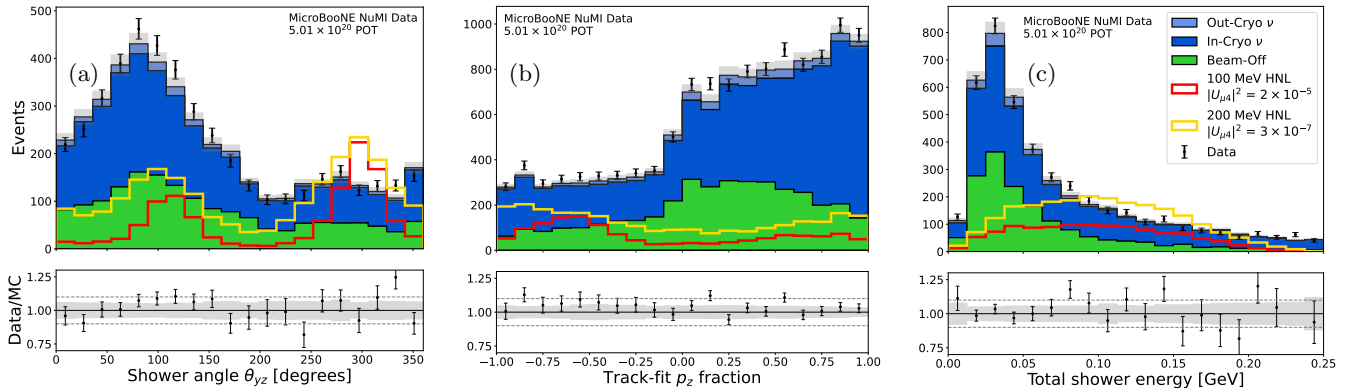 MicroBooNE NuMI Data
5.01 × 10²⁰ POT
(a)
Events
500
400
300
200
100
0
Data/MC
1.25
1.00
0.75
0 50 100 150 200 250 300 350
Shower angle θyz [degrees]
MicroBooNE NuMI Data
5.01 × 10²⁰ POT
(b)
1000
800
600
400
200
0
1.25
1.00
0.75
−1.00 −0.75 −0.50 −0.25 0.00 0.25 0.50 0.75 1.00
Track-fit pz fraction
MicroBooNE NuMI Data
5.01 × 10²⁰ POT
(c)
800
700
600
500
400
300
200
100
0
Out-Cryo ν
In-Cryo ν
Beam-Off
100 MeV HNL
|Uμ4|² = 2 × 10⁻⁵
200 MeV HNL
|Uμ4|² = 3 × 10⁻⁷
Data
1.25
1.00
0.75
0.00 0.05 0.10 0.15 0.20 0.25
Total shower energy [GeV]